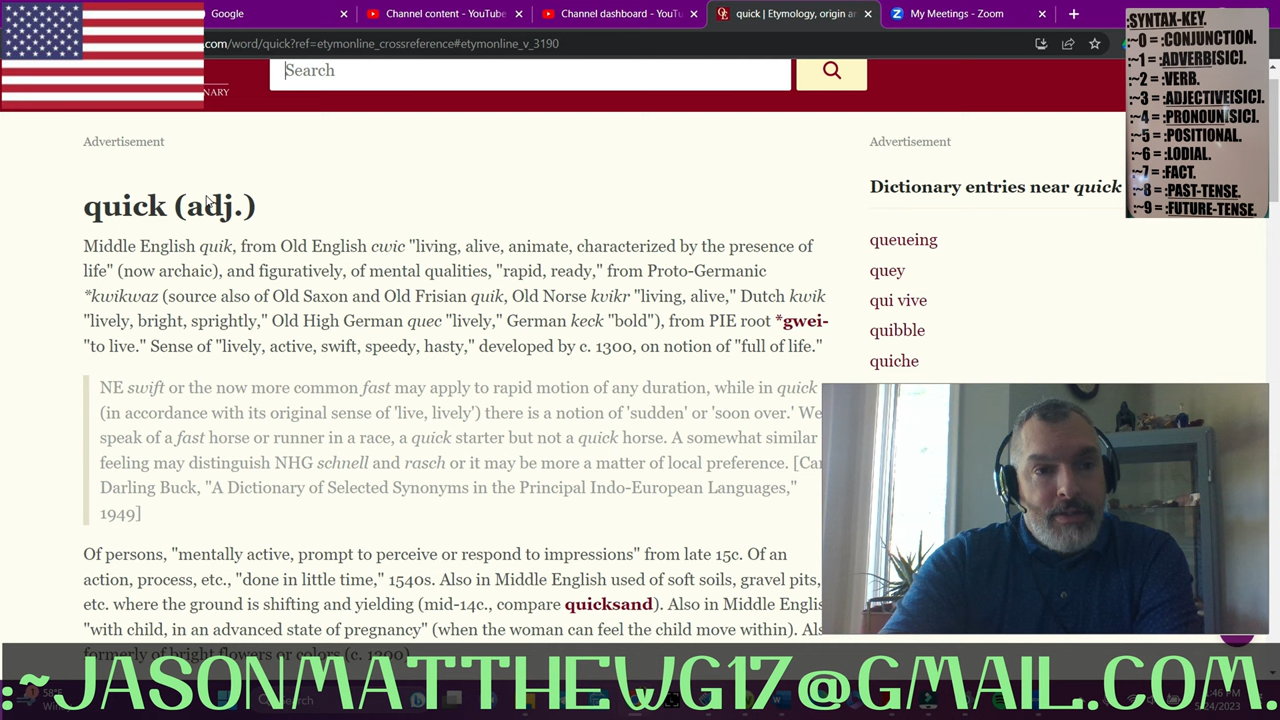 Google
Channel content - YouTube
Channel dashboard - YouT
quick | Etymology, origin a
My Meetings - Zoom
.com/word/quick?ref=etymonline_crossreference#etymonline_v_3190
Search
NARY
:SYNTAX-KEY.
:~0 = :CONJUNCTION.
:~1 = :ADVERB[SIC].
:~2 = :VERB.
:~3 = :ADJECTIVE[SIC].
:~4 = :PRONOUN[SIC].
:~5 = :POSITIONAL.
:~6 = :LODIAL.
:~7 = :FACT.
:~8 = :PAST-TENSE.
:~9 = :FUTURE-TENSE.
Advertisement
quick (adj.)
Middle English quik, from Old English cwic "living, alive, animate, characterized by the presence of
life" (now archaic), and figuratively, of mental qualities, "rapid, ready," from Proto-Germanic
*kwikwaz (source also of Old Saxon and Old Frisian quik, Old Norse kvikr "living, alive," Dutch kwik
"lively, bright, sprightly," Old High German quec "lively," German keck "bold"), from PIE root *gwei-
"to live." Sense of "lively, active, swift, speedy, hasty," developed by c. 1300, on notion of "full of life."
NE swift or the now more common fast may apply to rapid motion of any duration, while in quick
(in accordance with its original sense of 'live, lively') there is a notion of 'sudden' or 'soon over.' We
speak of a fast horse or runner in a race, a quick starter but not a quick horse. A somewhat similar
feeling may distinguish NHG schnell and rasch or it may be more a matter of local preference. [Car
Darling Buck, "A Dictionary of Selected Synonyms in the Principal Indo-European Languages,"
1949]
Of persons, "mentally active, prompt to perceive or respond to impressions" from late 15c. Of an
action, process, etc., "done in little time," 1540s. Also in Middle English used of soft soils, gravel pits,
etc. where the ground is shifting and yielding (mid-14c., compare quicksand). Also in Middle Englis
"with child, in an advanced state of pregnancy" (when the woman can feel the child move within). Als
formerly of bright flowers or colors (c. 1300).
Advertisement
Dictionary entries near quick
queueing
quey
qui vive
quibble
quiche
:~JASONMATTHEWG17@GMAIL.COM.
58°F
Search
:46 PM
5/24/2023